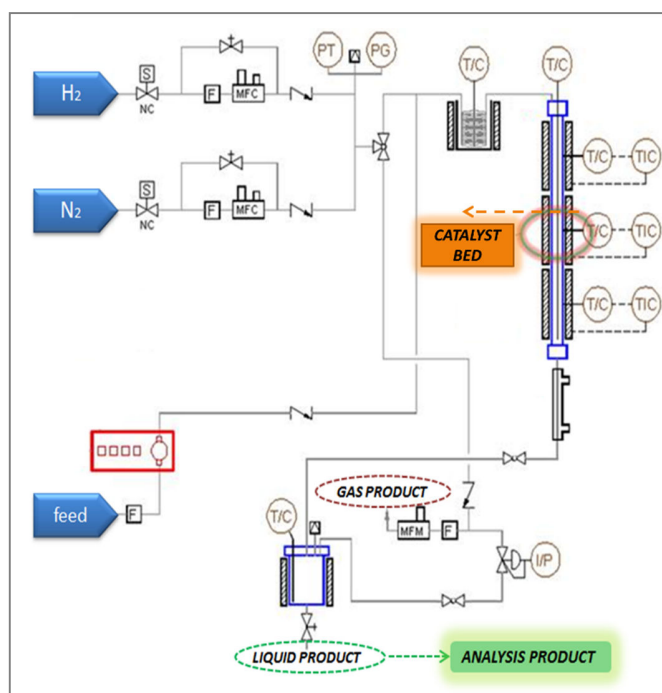 H2
S
NC
F
MFC
PT
PG
T/C
T/C
N2
S
NC
F
MFC
T/C
TIC
T/C
TIC
CATALYST
BED
T/C
TIC
feed
F
T/C
GAS PRODUCT
MFM
F
I/P
LIQUID PRODUCT
ANALYSIS PRODUCT